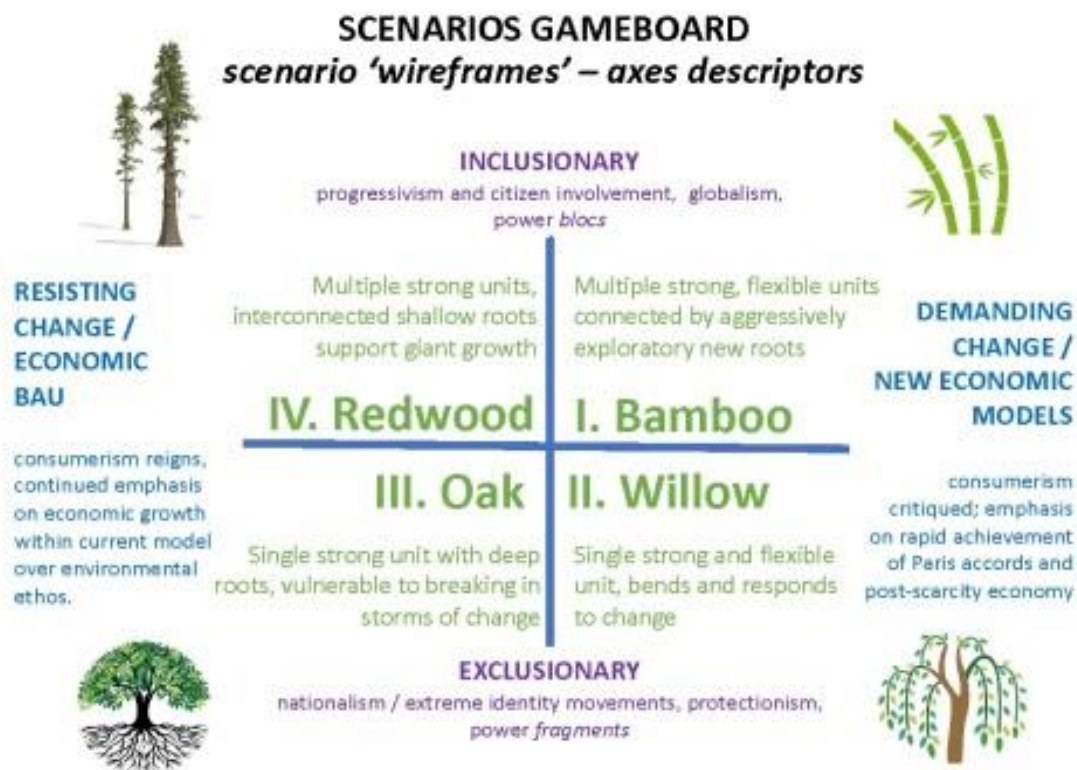 SCENARIOS GAMEBOARD
scenario ‘wireframes’ – axes descriptors
INCLUSIONARY
progressivism and citizen involvement, globalism,
power blocs
RESISTING
CHANGE /
ECONOMIC
BAU
consumerism reigns,
continued emphasis
on economic growth
within current model
over environmental
ethos.
Multiple strong units,
interconnected shallow roots
support giant growth
IV. Redwood
Multiple strong, flexible units
connected by aggressively
exploratory new roots
I. Bamboo
DEMANDING
CHANGE /
NEW ECONOMIC
MODELS
consumerism
critiqued; emphasis
on rapid achievement
of Paris accords and
post-scarcity economy
III. Oak
Single strong unit with deep
roots, vulnerable to breaking in
storms of change
II. Willow
Single strong and flexible
unit, bends and responds
to change
EXCLUSIONARY
nationalism / extreme identity movements, protectionism,
power fragments